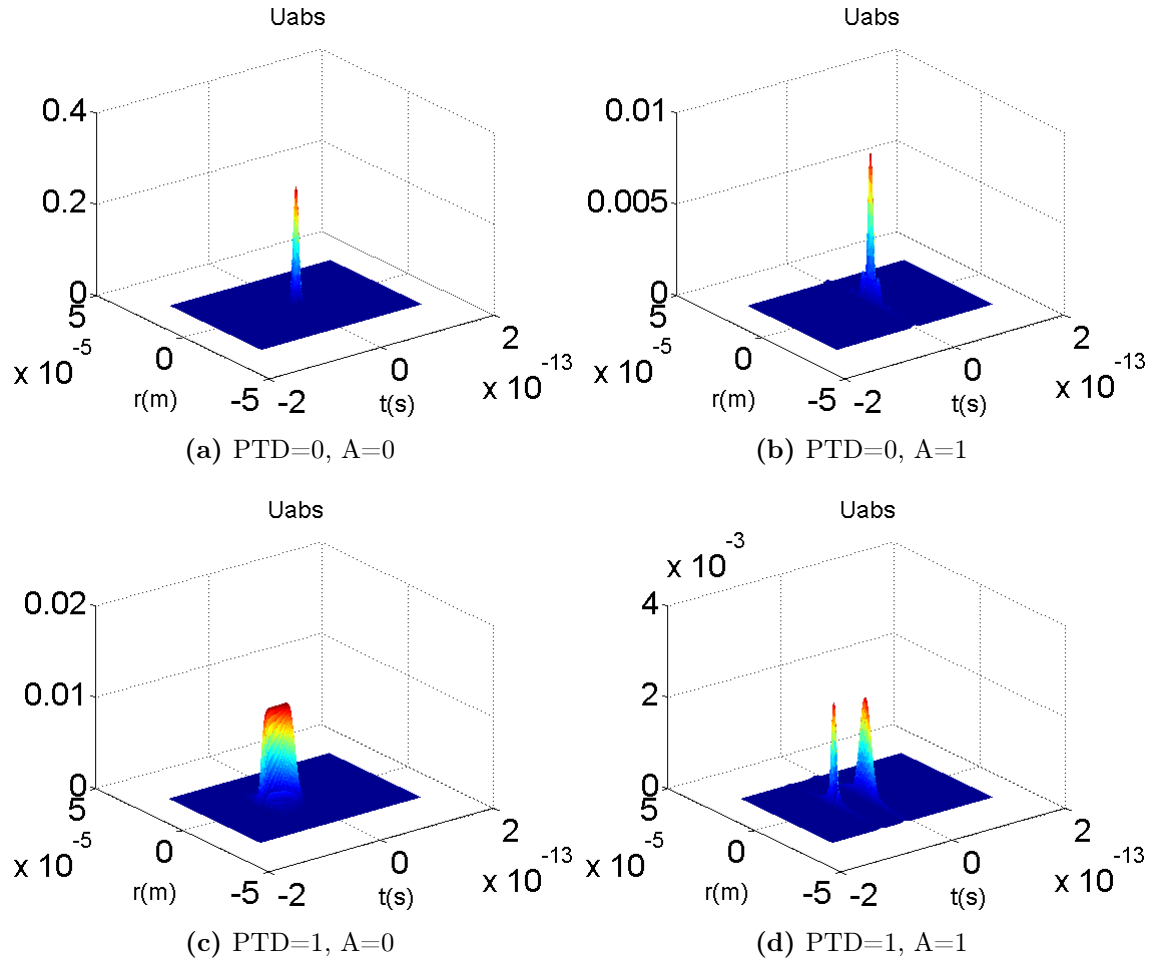 Uabs
0.4
0.2
0
5
0
-5
x 10^-5
r(m)
-2
0
2
x 10^-13
t(s)
(a) PTD=0, A=0
Uabs
0.01
0.005
0
5
0
-5
x 10^-5
r(m)
-2
0
2
x 10^-13
t(s)
(b) PTD=0, A=1
Uabs
0.02
0.01
0
5
0
-5
x 10^-5
r(m)
-2
0
2
x 10^-13
t(s)
(c) PTD=1, A=0
Uabs
x 10^-3
4
2
0
5
0
-5
x 10^-5
r(m)
-2
0
2
x 10^-13
t(s)
(d) PTD=1, A=1